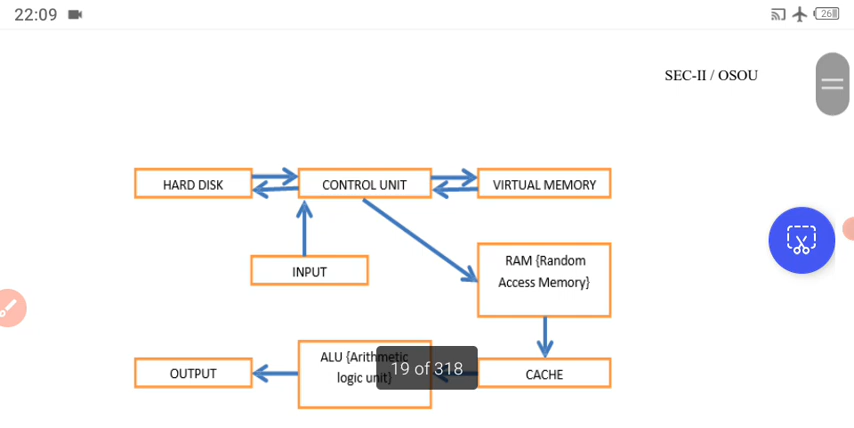 22:09
26
SEC-II / OSOU
HARD DISK
CONTROL UNIT
VIRTUAL MEMORY
INPUT
RAM {Random
Access Memory}
OUTPUT
ALU {Arithmetic
logic unit}
19 of 318
CACHE